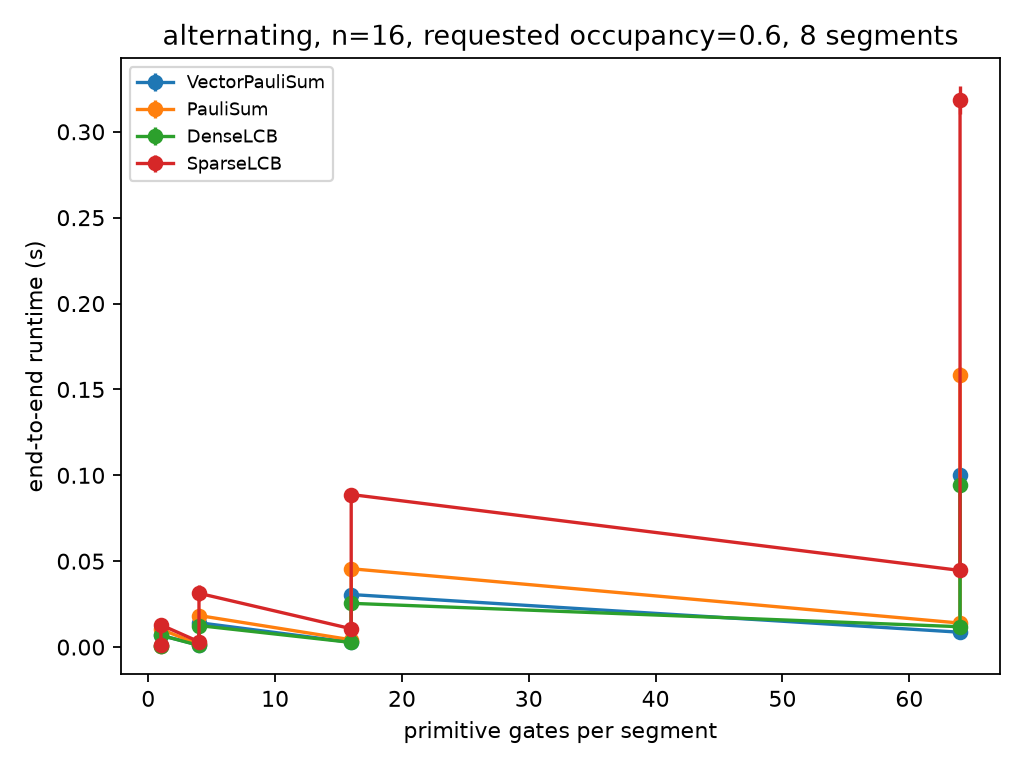 alternating, n=16, requested occupancy=0.6, 8 segments
VectorPauliSum
PauliSum
DenseLCB
SparseLCB
end-to-end runtime (s)
0.30
0.25
0.20
0.15
0.10
0.05
0.00
0 10 20 30 40 50 60
primitive gates per segment